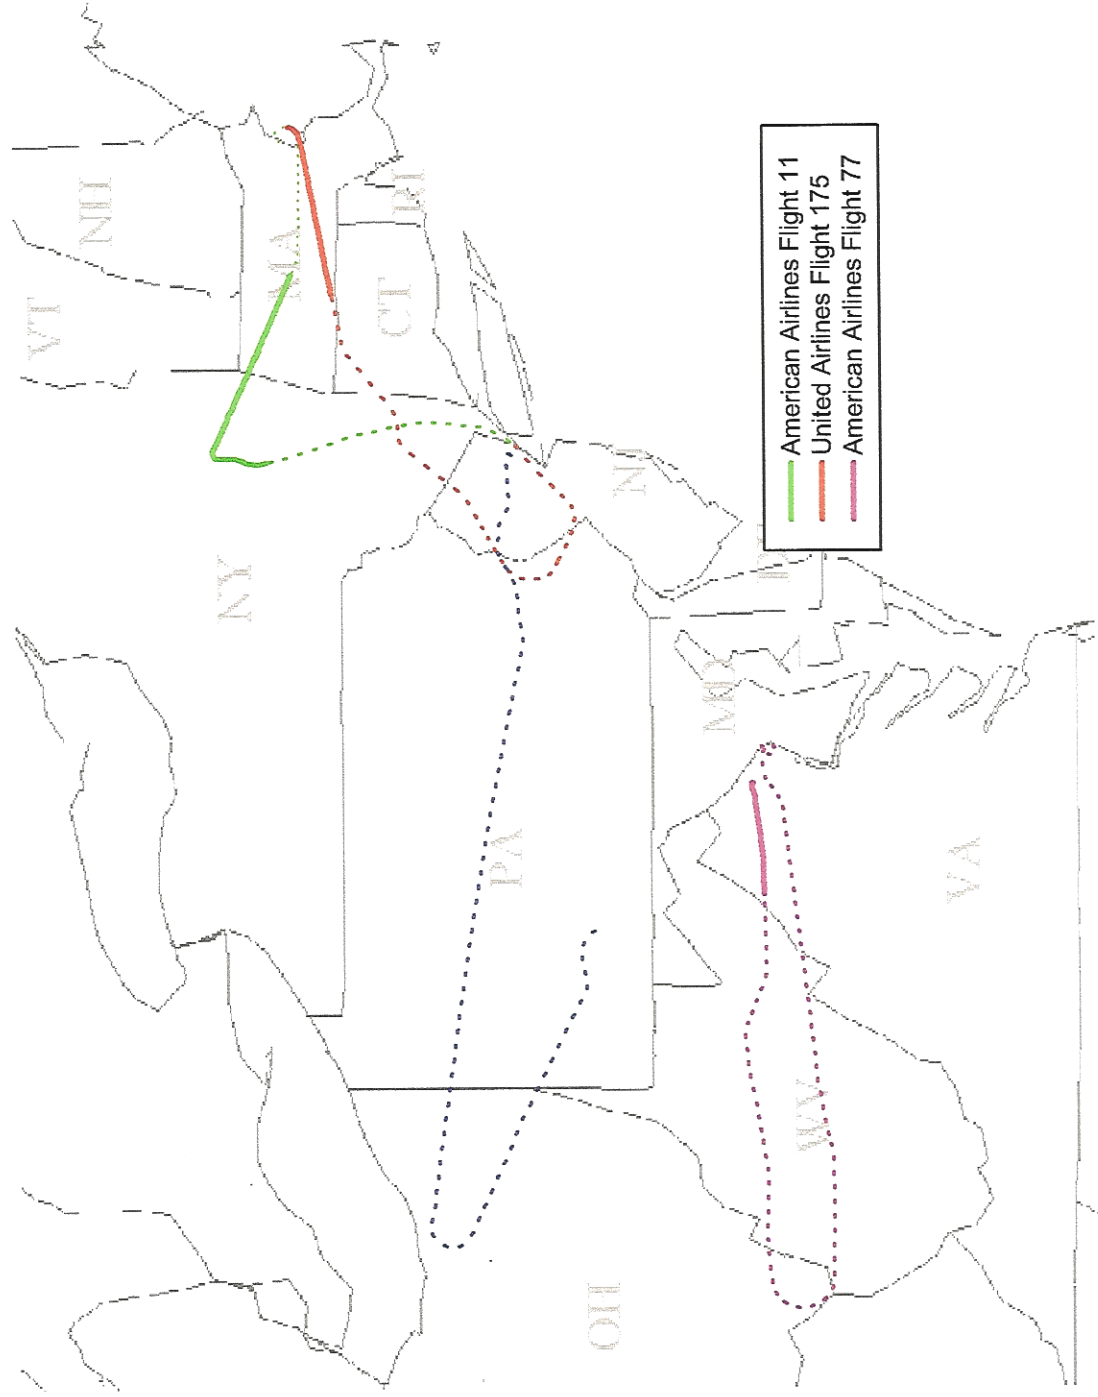 VT
NH
MA
RI
CT
NY
NJ
PA
MD
OH
WV
VA
American Airlines Flight 11
United Airlines Flight 175
American Airlines Flight 77